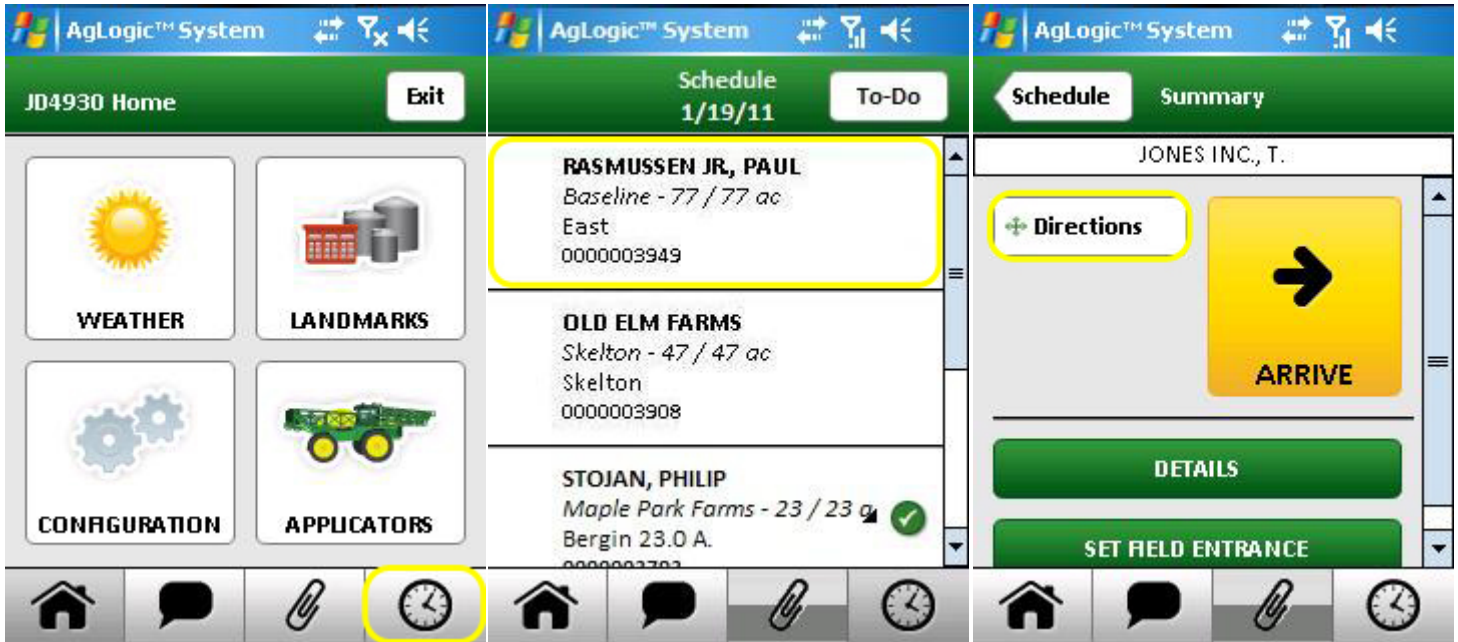 AgLogic™ System
JD4930 Home
Exit
WEATHER
LANDMARKS
CONFIGURATION
APPLICATORS
AgLogic™ System
Schedule
1/19/11
To-Do
RASMUSSEN JR., PAUL
Baseline - 77 / 77 ac
East
0000003949
OLD ELM FARMS
Skelton - 47 / 47 ac
Skelton
0000003908
STOJAN, PHILIP
Maple Park Farms - 23 / 23 a
Bergin 23.0 A.
AgLogic™ System
Schedule
Summary
JONES INC., T.
Directions
ARRIVE
DETAILS
SET FIELD ENTRANCE